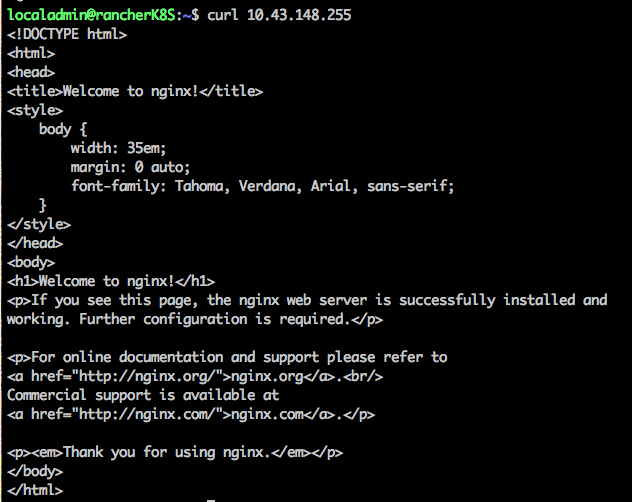 localadmin@rancherK8S:~$ curl 10.43.148.255
<!DOCTYPE html>
<html>
<head>
<title>Welcome to nginx!</title>
<style>
    body {
        width: 35em;
        margin: 0 auto;
        font-family: Tahoma, Verdana, Arial, sans-serif;
    }
</style>
</head>
<body>
<h1>Welcome to nginx!</h1>
<p>If you see this page, the nginx web server is successfully installed and
working. Further configuration is required.</p>

<p>For online documentation and support please refer to
<a href="http://nginx.org/">nginx.org</a>.<br/>
Commercial support is available at
<a href="http://nginx.com/">nginx.com</a>.</p>

<p><em>Thank you for using nginx.</em></p>
</body>
</html>